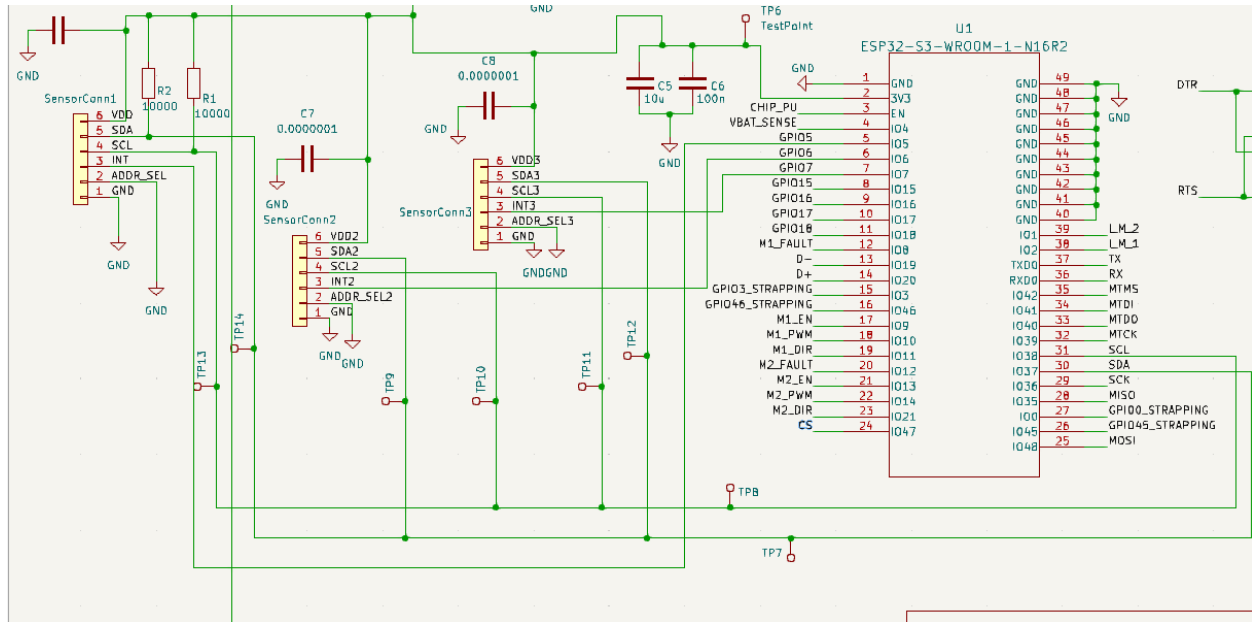 GND
TP6
TestPoint
U1
ESP32-S3-WROOM-1-N16R2
GND
R2
10000
R1
10000
C8
0.0000001
GND
C5
10u
C6
100n
GND
C7
0.0000001
GND
GND
SensorConn1
6 VDD
5 SDA
4 SCL
3 INT
2 ADDR_SEL
1 GND
GND
GND
SensorConn2
6 VDD2
5 SDA2
4 SCL2
3 INT2
2 ADDR_SEL2
1 GND
GND
GND
SensorConn3
6 VDD3
5 SDA3
4 SCL3
3 INT3
2 ADDR_SEL3
1 GND
GND
GND
GND
1 GND
2 3V3
CHIP_PU 3 EN
VBAT_SENSE 4 IO4
GPIO5 5 IO5
GPIO6 6 IO6
GPIO7 7 IO7
GPIO15 8 IO15
GPIO16 9 IO16
GPIO17 10 IO17
GPIO18 11 IO18
M1_FAULT 12 IO8
D- 13 IO19
D+ 14 IO20
GPIO3_STRAPPING 15 IO3
GPIO46_STRAPPING 16 IO46
M1_EN 17 IO9
M1_PWM 18 IO10
M1_DIR 19 IO11
M2_FAULT 20 IO12
M2_EN 21 IO13
M2_PWM 22 IO14
M2_DIR 23 IO21
CS 24 IO47
GND 49
GND 48
GND 47
GND 46
GND 45
GND 44
GND 43
GND 42
GND 41
GND 40
IO1 39 LM_2
IO2 38 LM_1
TXD0 37 TX
RXD0 36 RX
IO42 35 MTMS
IO41 34 MTDI
IO40 33 MTDO
IO39 32 MTCK
IO38 31 SCL
IO37 30 SDA
IO36 29 SCK
IO35 28 MISO
IO0 27 GPIO0_STRAPPING
IO45 26 GPIO45_STRAPPING
IO48 25 MOSI
GND
DTR
RTS
TP14
TP13
TP9
TP10
TP11
TP12
TP8
TP7